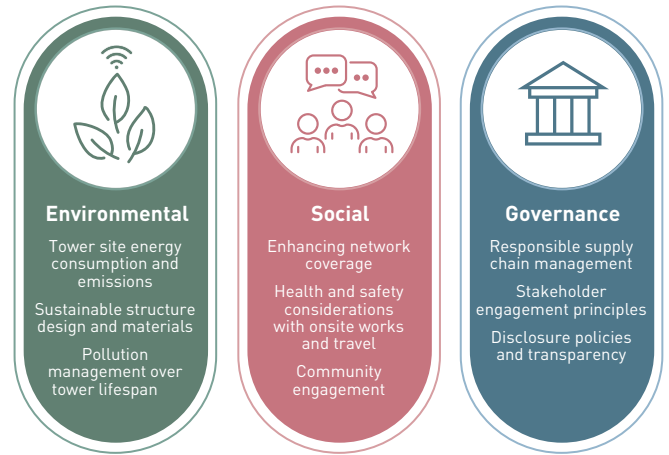 Environmental
Tower site energy
consumption and
emissions
Sustainable structure
design and materials
Pollution
management over
tower lifespan
Social
Enhancing network
coverage
Health and safety
considerations
with onsite works
and travel
Community
engagement
Governance
Responsible supply
chain management
Stakeholder
engagement principles
Disclosure policies
and transparency